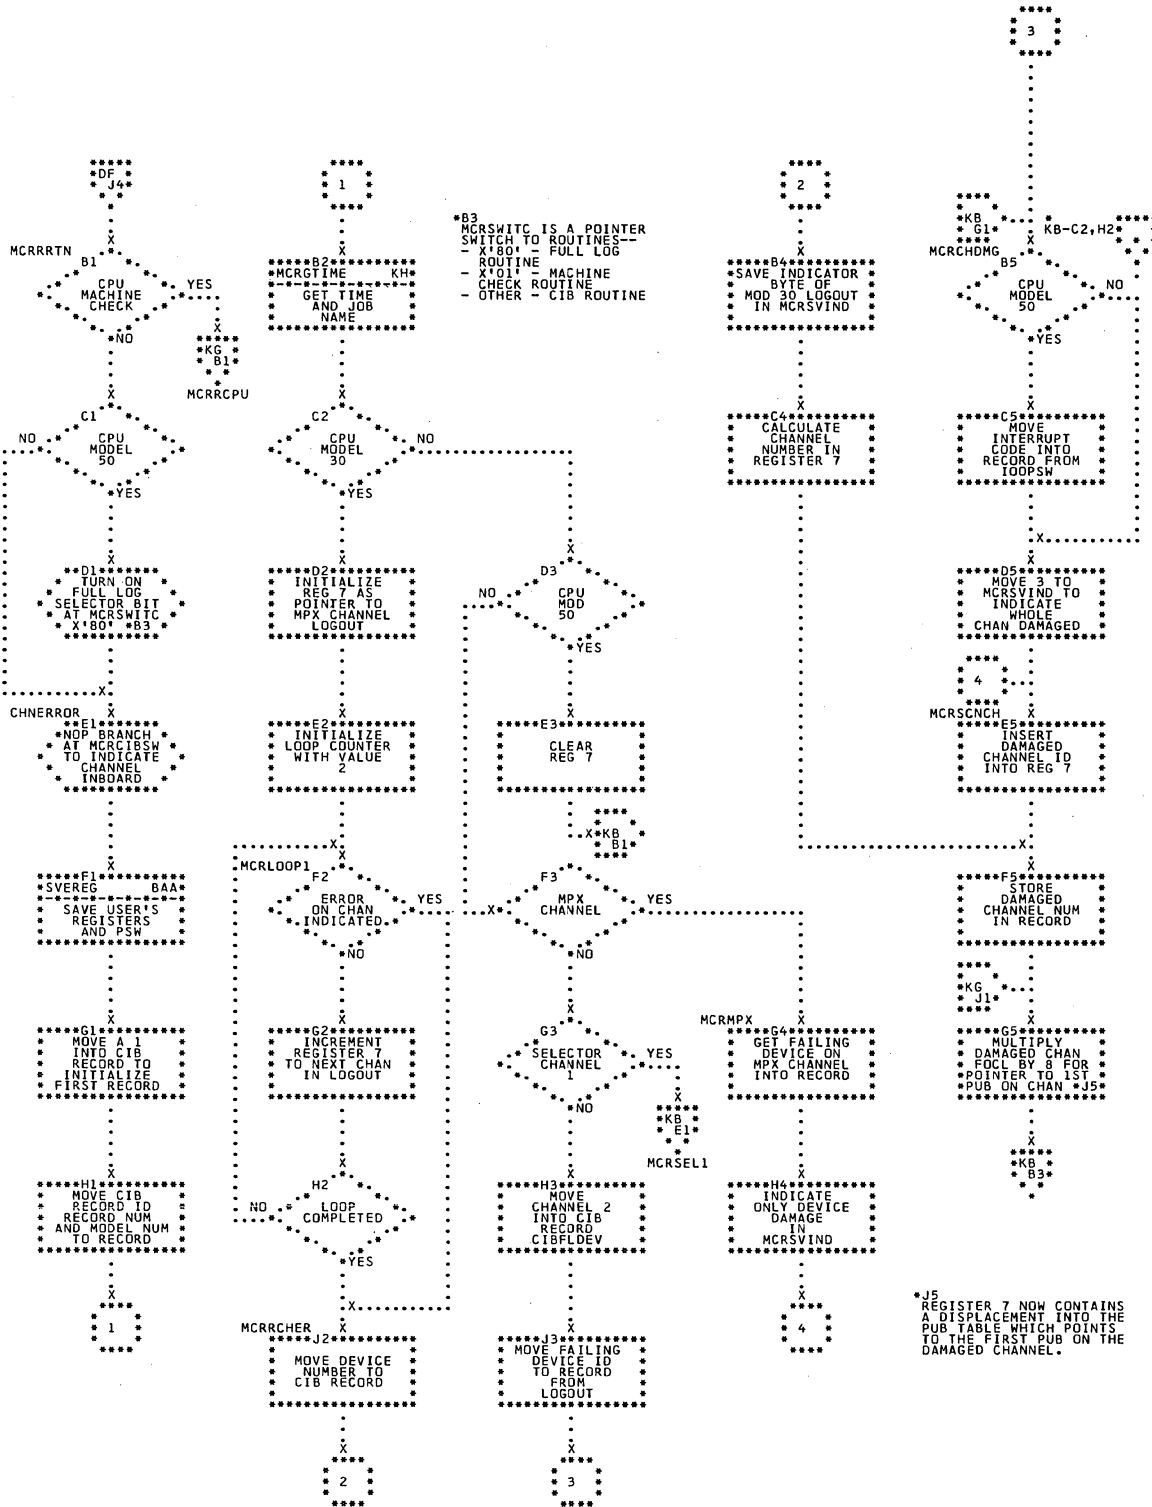 3
DF
J4
1
2
*B3
MCRSWITC IS A POINTER
SWITCH TO ROUTINES--
- X'80' - FULL LOG
ROUTINE
- X'01' - MACHINE
CHECK ROUTINE
- OTHER - CIB ROUTINE
KB
G1
KB-C2,H2
MCRRRTN
B1
CPU
MACHINE
CHECK
YES
NO
KG
B1
MCRRCPU
B2
MCRGTIME KH
GET TIME
AND JOB
NAME
B4
SAVE INDICATOR
BYTE OF
MOD 30 LOGOUT
IN MCRSVIND
MCRCHDMG
B5
CPU
MODEL
50
NO
YES
C1
CPU
MODEL
50
NO
YES
C2
CPU
MODEL
30
NO
YES
C4
CALCULATE
CHANNEL
NUMBER IN
REGISTER 7
C5
MOVE
INTERRUPT
CODE INTO
RECORD FROM
IOOPSW
D1
TURN ON
FULL LOG
SELECTOR BIT
AT MCRSWITC
X'80' *B3
D2
INITIALIZE
REG 7 AS
POINTER TO
MPX CHANNEL
LOGOUT
D3
CPU
MOD
50
NO
YES
D5
MOVE 3 TO
MCRSVIND TO
INDICATE
WHOLE
CHAN DAMAGED
4
CHNERROR
E1
NOP BRANCH
AT MCRCIBSW
TO INDICATE
CHANNEL
INBOARD
E2
INITIALIZE
LOOP COUNTER
WITH VALUE
2
E3
CLEAR
REG 7
MCRSCNCH
E5
INSERT
DAMAGED
CHANNEL ID
INTO REG 7
KB
B1
F1
SVEREG BAA
SAVE USER'S
REGISTERS
AND PSW
MCRLOOP1
F2
ERROR
ON CHAN
INDICATED
YES
NO
F3
MPX
CHANNEL
YES
NO
F5
STORE
DAMAGED
CHANNEL NUM
IN RECORD
KG
J1
G1
MOVE A 1
INTO CIB
RECORD TO
INITIALIZE
FIRST RECORD
G2
INCREMENT
REGISTER 7
TO NEXT CHAN
IN LOGOUT
G3
SELECTOR
CHANNEL
1
YES
NO
KB
E1
MCRSEL1
MCRMPX
G4
GET FAILING
DEVICE ON
MPX CHANNEL
INTO RECORD
G5
MULTIPLY
DAMAGED CHAN
FOCL BY 8 FOR
POINTER TO 1ST
PUB ON CHAN *J5
KB
B3
H1
MOVE CIB
RECORD ID
RECORD NUM
AND MODEL NUM
TO RECORD
H2
LOOP
COMPLETED
NO
YES
H3
MOVE
CHANNEL 2
INTO CIB
RECORD
CIBFLDEV
H4
INDICATE
ONLY DEVICE
DAMAGE
IN
MCRSVIND
1
MCRRCHER
J2
MOVE DEVICE
NUMBER TO
CIB RECORD
J3
MOVE FAILING
DEVICE ID
TO RECORD
FROM
LOGOUT
4
*J5
REGISTER 7 NOW CONTAINS
A DISPLACEMENT INTO THE
PUB TABLE WHICH POINTS
TO THE FIRST PUB ON THE
DAMAGED CHANNEL.
2
3